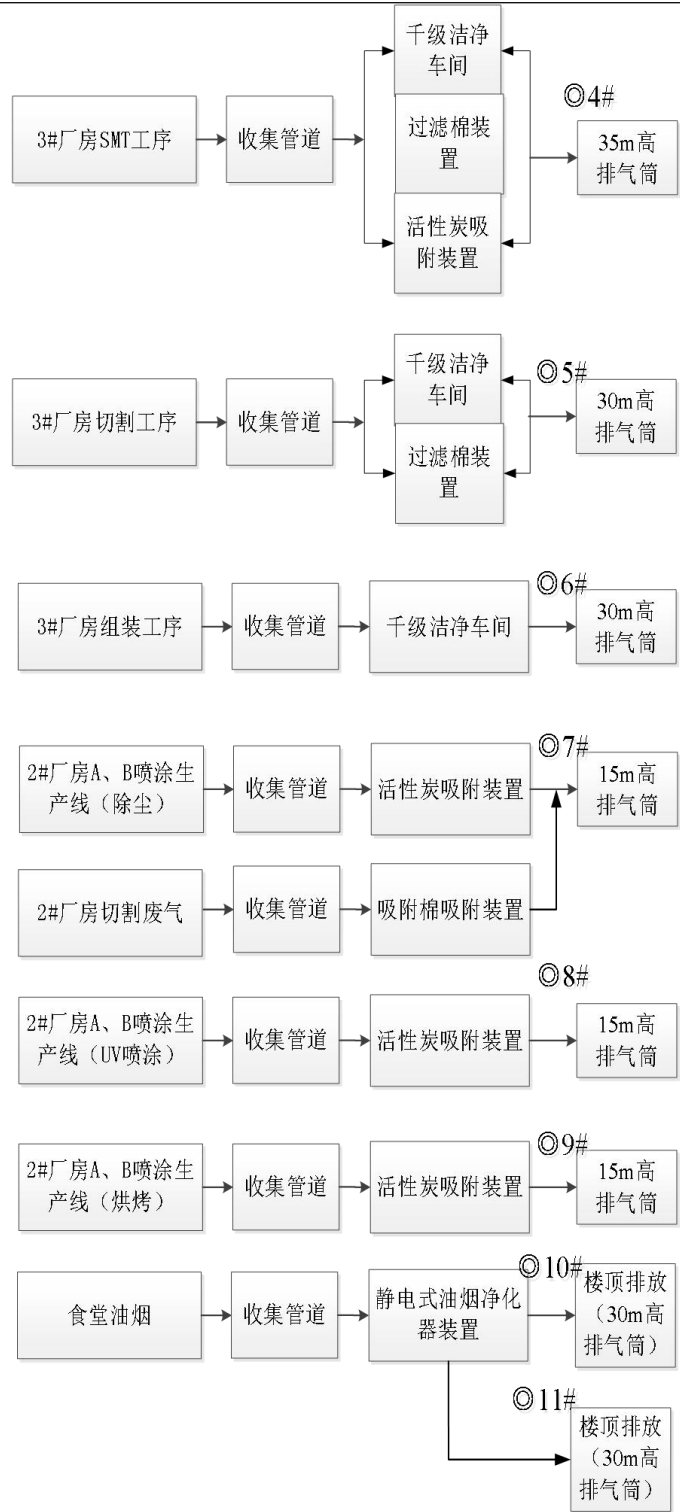 3#厂房SMT工序
收集管道
千级洁净
车间
过滤棉装
置
活性炭吸
附装置
◎4#
35m高
排气筒
3#厂房切割工序
收集管道
千级洁净
车间
过滤棉装
置
◎5#
30m高
排气筒
3#厂房组装工序
收集管道
千级洁净车间
◎6#
30m高
排气筒
2#厂房A、B喷涂生
产线（除尘）
收集管道
活性炭吸附装置
◎7#
15m高
排气筒
2#厂房切割废气
收集管道
吸附棉吸附装置
2#厂房A、B喷涂生
产线（UV喷涂）
收集管道
活性炭吸附装置
◎8#
15m高
排气筒
2#厂房A、B喷涂生
产线（烘烤）
收集管道
活性炭吸附装置
◎9#
15m高
排气筒
食堂油烟
收集管道
静电式油烟净化
器装置
◎10#
楼顶排放
（30m高
排气筒）
◎11#
楼顶排放
（30m高
排气筒）